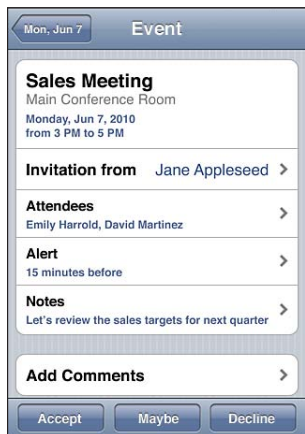 Mon, Jun 7
Event
Sales Meeting
Main Conference Room
Monday, Jun 7, 2010
from 3 PM to 5 PM
Invitation from Jane Appleseed
Attendees
Emily Harrold, David Martinez
Alert
15 minutes before
Notes
Let's review the sales targets for next quarter
Add Comments
Accept Maybe Decline